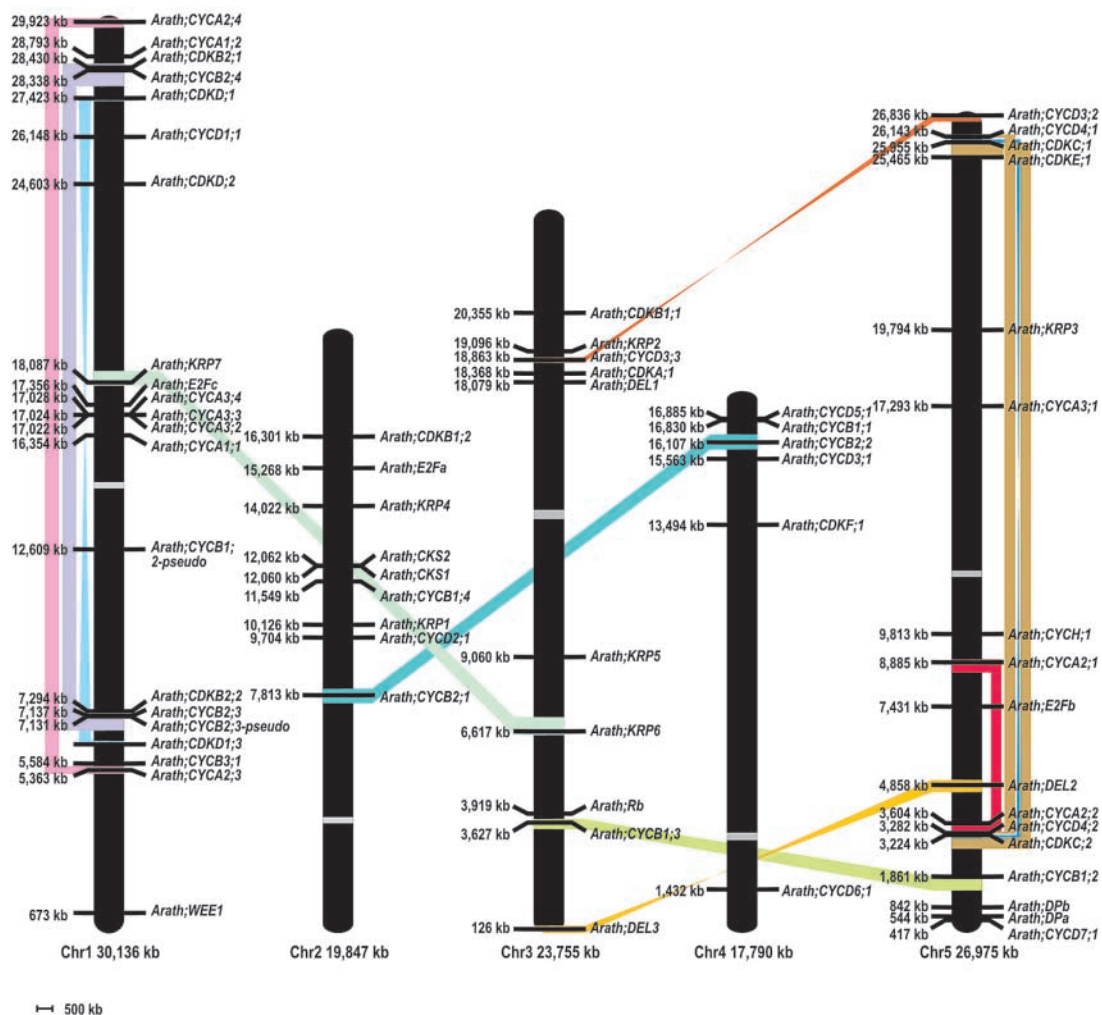 29,923 kb Arath;CYCA2;4
28,793 kb Arath;CYCA1;2
28,430 kb Arath;CDKB2;1
28,338 kb Arath;CYCB2;4
27,423 kb Arath;CDKD;1
26,148 kb Arath;CYCD1;1
24,603 kb Arath;CDKD;2
18,087 kb Arath;KRP7
17,356 kb Arath;E2Fc
17,028 kb Arath;CYCA3;4
17,024 kb Arath;CYCA3;3
17,022 kb Arath;CYCA3;2
16,354 kb Arath;CYCA1;1
12,609 kb Arath;CYCB1;
2-pseudo
7,294 kb Arath;CDKB2;2
7,137 kb Arath;CYCB2;3
7,131 kb Arath;CYCB2;3-pseudo
Arath;CDKD1;3
5,584 kb Arath;CYCB3;1
5,363 kb Arath;CYCA2;3
673 kb Arath;WEE1
Chr1 30,136 kb
16,301 kb Arath;CDKB1;2
15,268 kb Arath;E2Fa
14,022 kb Arath;KRP4
12,062 kb Arath;CKS2
12,060 kb Arath;CKS1
11,549 kb Arath;CYCB1;4
10,126 kb Arath;KRP1
9,704 kb Arath;CYCD2;1
7,813 kb Arath;CYCB2;1
Chr2 19,847 kb
20,355 kb Arath;CDKB1;1
19,096 kb Arath;KRP2
18,863 kb Arath;CYCD3;3
18,368 kb Arath;CDKA;1
18,079 kb Arath;DEL1
9,060 kb Arath;KRP5
6,617 kb Arath;KRP6
3,919 kb Arath;Rb
3,627 kb Arath;CYCB1;3
126 kb Arath;DEL3
Chr3 23,755 kb
16,885 kb Arath;CYCD5;1
16,830 kb Arath;CYCB1;1
16,107 kb Arath;CYCB2;2
15,563 kb Arath;CYCD3;1
13,494 kb Arath;CDKF;1
1,432 kb Arath;CYCD6;1
Chr4 17,790 kb
26,836 kb Arath;CYCD3;2
26,143 kb Arath;CYCD4;1
25,955 kb Arath;CDKC;1
25,465 kb Arath;CDKE;1
19,794 kb Arath;KRP3
17,293 kb Arath;CYCA3;1
9,813 kb Arath;CYCH;1
8,885 kb Arath;CYCA2;1
7,431 kb Arath;E2Fb
4,858 kb Arath;DEL2
3,604 kb Arath;CYCA2;2
3,282 kb Arath;CYCD4;2
3,224 kb Arath;CDKC;2
1,861 kb Arath;CYCB1;2
842 kb Arath;DPb
544 kb Arath;DPa
417 kb Arath;CYCD7;1
Chr5 26,975 kb
500 kb